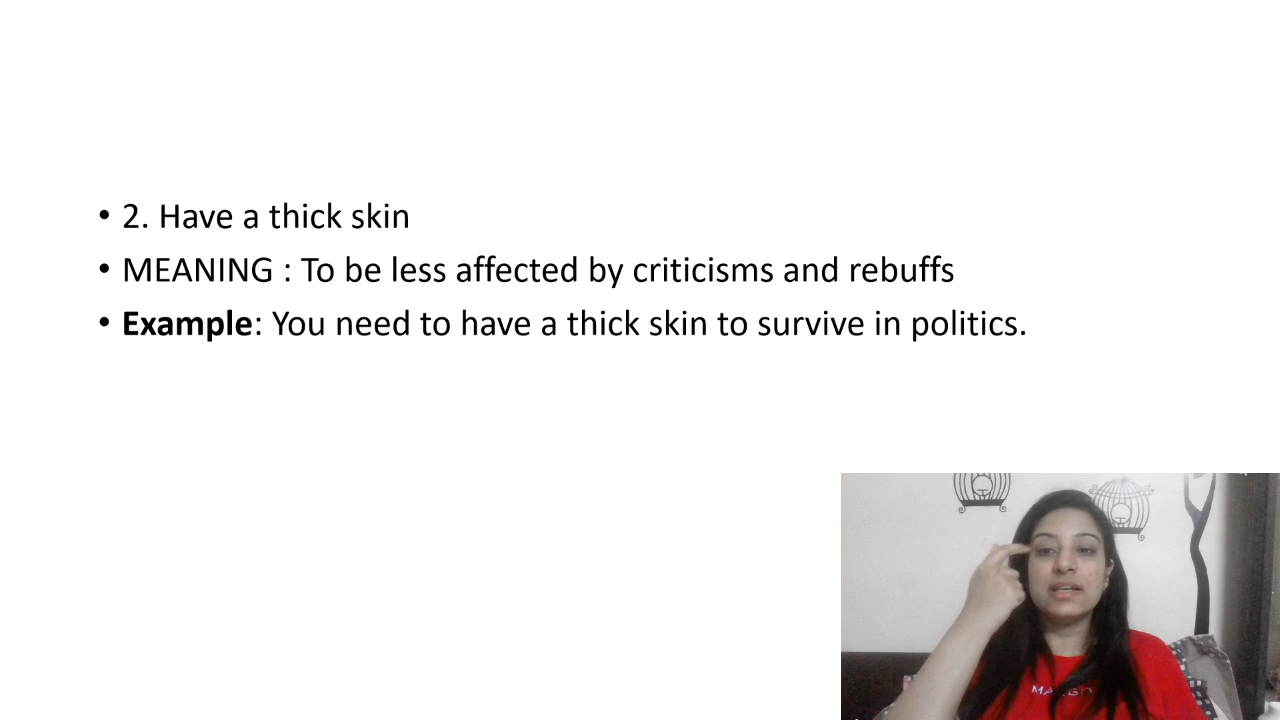 • 2. Have a thick skin
• MEANING : To be less affected by criticisms and rebuffs
• Example: You need to have a thick skin to survive in politics.